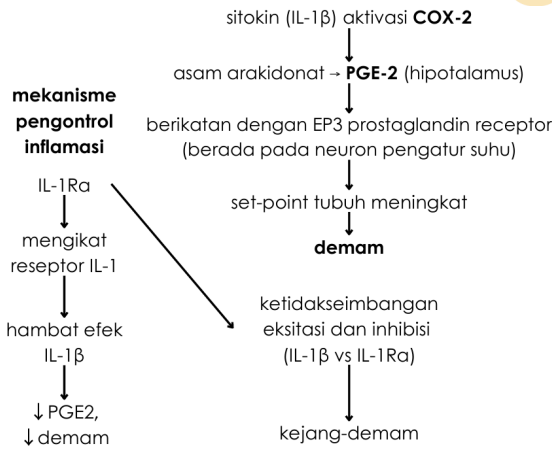 sitokin (IL-1β) aktivasi COX-2
asam arakidonat → PGE-2 (hipotalamus)
berikatan dengan EP3 prostaglandin receptor
(berada pada neuron pengatur suhu)
set-point tubuh meningkat
demam
mekanisme
pengontrol
inflamasi
IL-1Ra
mengikat
reseptor IL-1
hambat efek
IL-1β
↓PGE2,
↓demam
ketidakseimbangan
eksitasi dan inhibisi
(IL-1β vs IL-1Ra)
kejang-demam